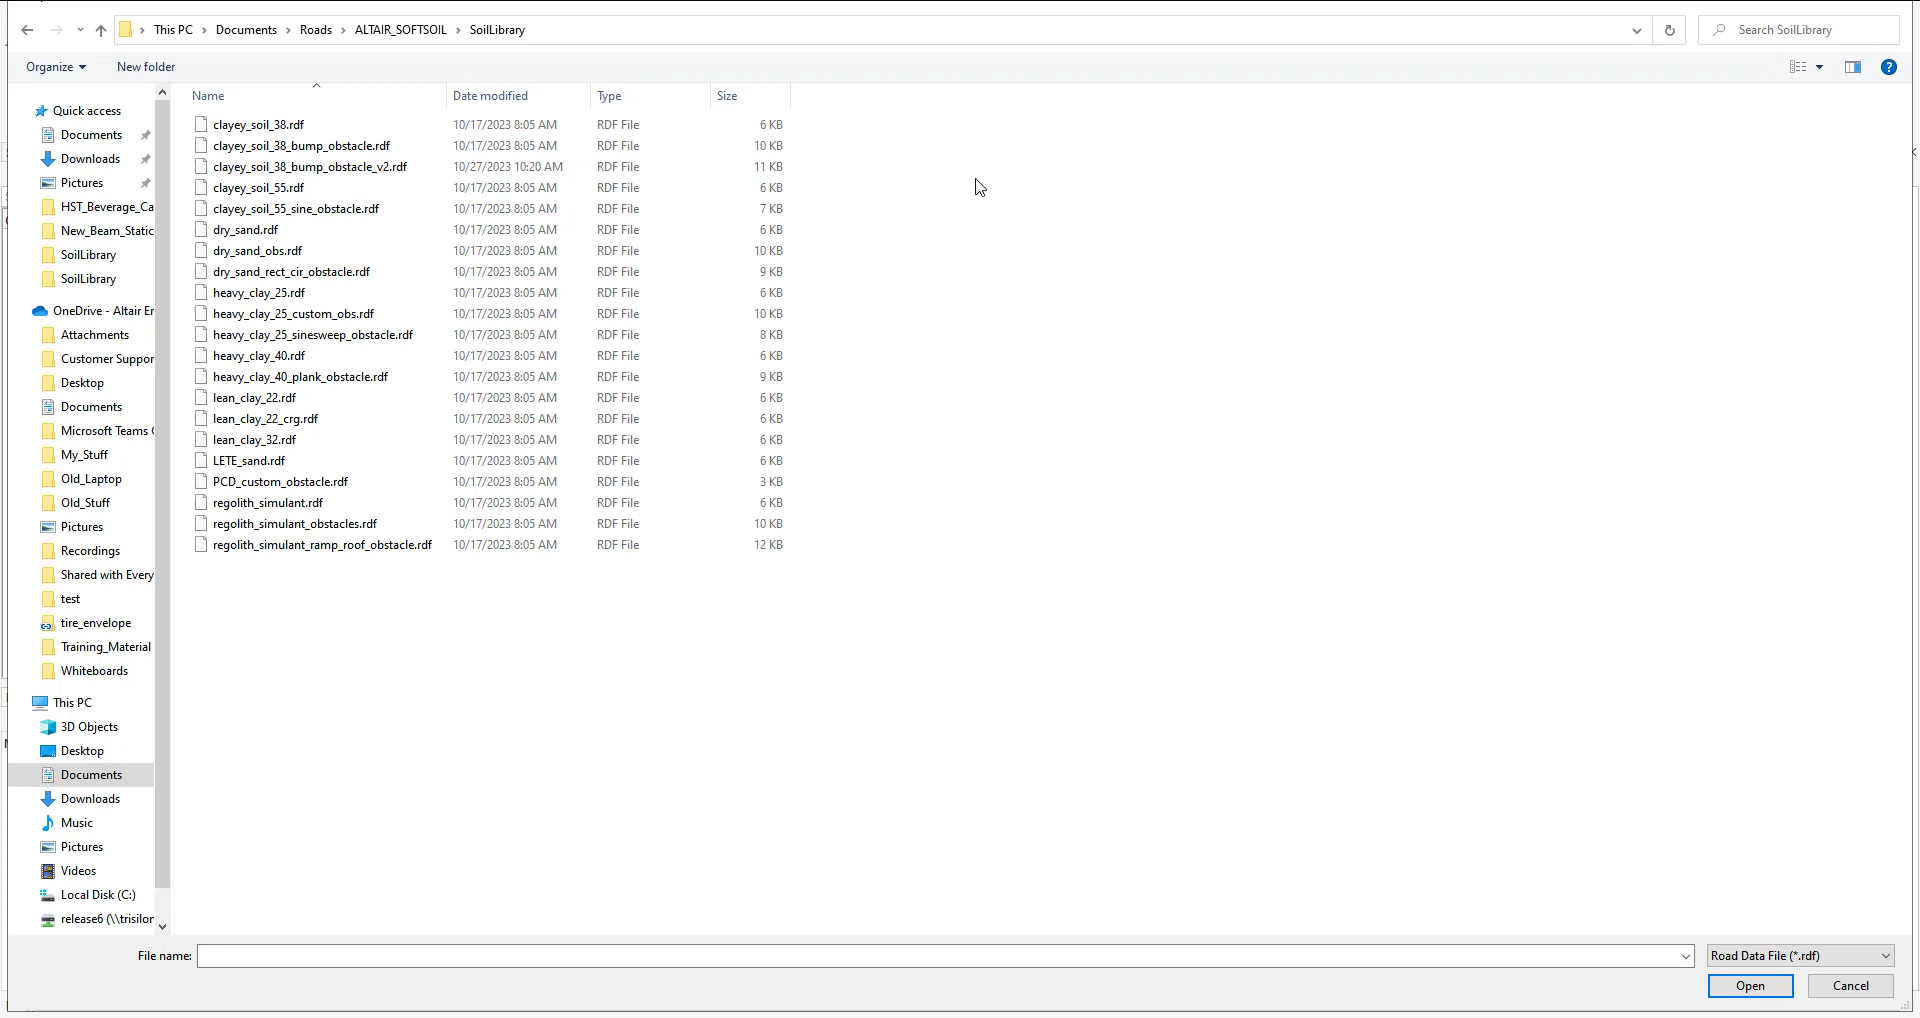 This PC > Documents > Roads > ALTAIR_SOFTSOIL > SoilLibrary
Search SoilLibrary
Organize
New folder
Name
Date modified
Type
Size
Quick access
Documents
Downloads
Pictures
HST_Beverage_Ca
New_Beam_Static
SoilLibrary
SoilLibrary
OneDrive - Altair Er
Attachments
Customer Suppor
Desktop
Documents
Microsoft Teams
My_Stuff
Old_Laptop
Old_Stuff
Pictures
Recordings
Shared with Every
test
tire_envelope
Training_Material
Whiteboards
This PC
3D Objects
Desktop
Documents
Downloads
Music
Pictures
Videos
Local Disk (C:)
release6 (\\trisilor
clayey_soil_38.rdf 10/17/2023 8:05 AM RDF File 6 KB
clayey_soil_38_bump_obstacle.rdf 10/17/2023 8:05 AM RDF File 10 KB
clayey_soil_38_bump_obstacle_v2.rdf 10/27/2023 10:20 AM RDF File 11 KB
clayey_soil_55.rdf 10/17/2023 8:05 AM RDF File 6 KB
clayey_soil_55_sine_obstacle.rdf 10/17/2023 8:05 AM RDF File 7 KB
dry_sand.rdf 10/17/2023 8:05 AM RDF File 6 KB
dry_sand_obs.rdf 10/17/2023 8:05 AM RDF File 10 KB
dry_sand_rect_cir_obstacle.rdf 10/17/2023 8:05 AM RDF File 9 KB
heavy_clay_25.rdf 10/17/2023 8:05 AM RDF File 6 KB
heavy_clay_25_custom_obs.rdf 10/17/2023 8:05 AM RDF File 10 KB
heavy_clay_25_sinesweep_obstacle.rdf 10/17/2023 8:05 AM RDF File 8 KB
heavy_clay_40.rdf 10/17/2023 8:05 AM RDF File 6 KB
heavy_clay_40_plank_obstacle.rdf 10/17/2023 8:05 AM RDF File 9 KB
lean_clay_22.rdf 10/17/2023 8:05 AM RDF File 6 KB
lean_clay_22_crg.rdf 10/17/2023 8:05 AM RDF File 6 KB
lean_clay_32.rdf 10/17/2023 8:05 AM RDF File 6 KB
LETE_sand.rdf 10/17/2023 8:05 AM RDF File 6 KB
PCD_custom_obstacle.rdf 10/17/2023 8:05 AM RDF File 3 KB
regolith_simulant.rdf 10/17/2023 8:05 AM RDF File 6 KB
regolith_simulant_obstacles.rdf 10/17/2023 8:05 AM RDF File 10 KB
regolith_simulant_ramp_roof_obstacle.rdf 10/17/2023 8:05 AM RDF File 12 KB
File name:
Road Data File (*.rdf)
Open
Cancel